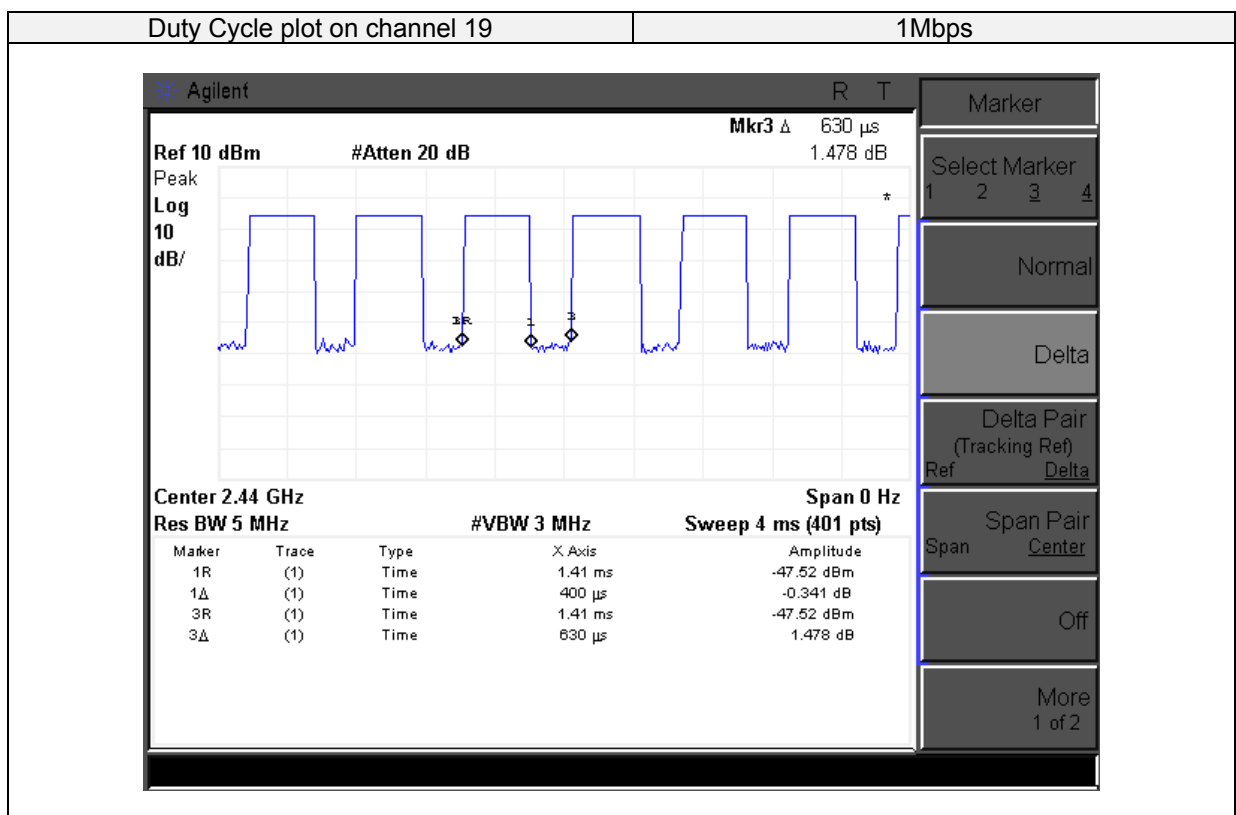 Duty Cycle plot on channel 19 1Mbps
Agilent R T
Mkr3 Δ 630 µs
Ref 10 dBm #Atten 20 dB 1.478 dB
Peak
Log
10
dB/
*
3R 1 3
Center 2.44 GHz Span 0 Hz
Res BW 5 MHz #VBW 3 MHz Sweep 4 ms (401 pts)
Marker Trace Type X Axis Amplitude
1R (1) Time 1.41 ms -47.52 dBm
1Δ (1) Time 400 µs -0.341 dB
3R (1) Time 1.41 ms -47.52 dBm
3Δ (1) Time 630 µs 1.478 dB
Marker
Select Marker
1 2 3 4
Normal
Delta
Delta Pair
(Tracking Ref)
Ref Delta
Span Pair
Span Center
Off
More
1 of 2